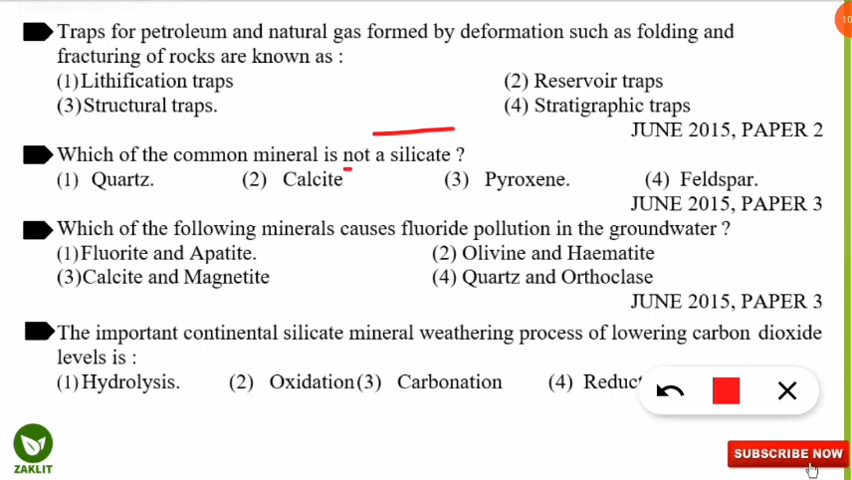 10
Traps for petroleum and natural gas formed by deformation such as folding and
fracturing of rocks are known as :
(1)Lithification traps (2) Reservoir traps
(3)Structural traps. (4) Stratigraphic traps
JUNE 2015, PAPER 2
Which of the common mineral is not a silicate ?
(1) Quartz. (2) Calcite (3) Pyroxene. (4) Feldspar.
JUNE 2015, PAPER 3
Which of the following minerals causes fluoride pollution in the groundwater ?
(1)Fluorite and Apatite. (2) Olivine and Haematite
(3)Calcite and Magnetite (4) Quartz and Orthoclase
JUNE 2015, PAPER 3
The important continental silicate mineral weathering process of lowering carbon dioxide
levels is :
(1)Hydrolysis. (2) Oxidation(3) Carbonation (4)
ZAKLIT
SUBSCRIBE NOW